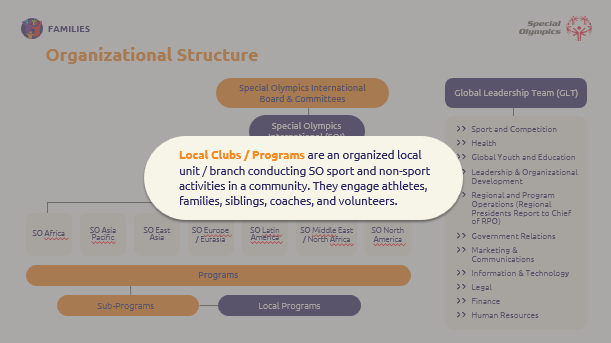 FAMILIES
Special
Olympics
Organizational Structure
Special Olympics International
Board & Committees
Global Leadership Team (GLT)
Special Olympics
International (SOI)
Local Clubs / Programs are an organized local
unit / branch conducting SO sport and non-sport
activities in a community. They engage athletes,
families, siblings, coaches, and volunteers.
SO Africa
SO Asia
Pacific
SO East
Asia
SO Europe
/ Eurasia
SO Latin
America
SO Middle East
/ North Africa
SO North
America
Programs
Sub-Programs
Local Programs
>> Sport and Competition
>> Health
>> Global Youth and Education
>> Leadership & Organizational
Development
>> Regional and Program
Operations (Regional
Presidents Report to Chief
of RPO)
>> Government Relations
>> Marketing &
Communications
>> Information & Technology
>> Legal
>> Finance
>> Human Resources